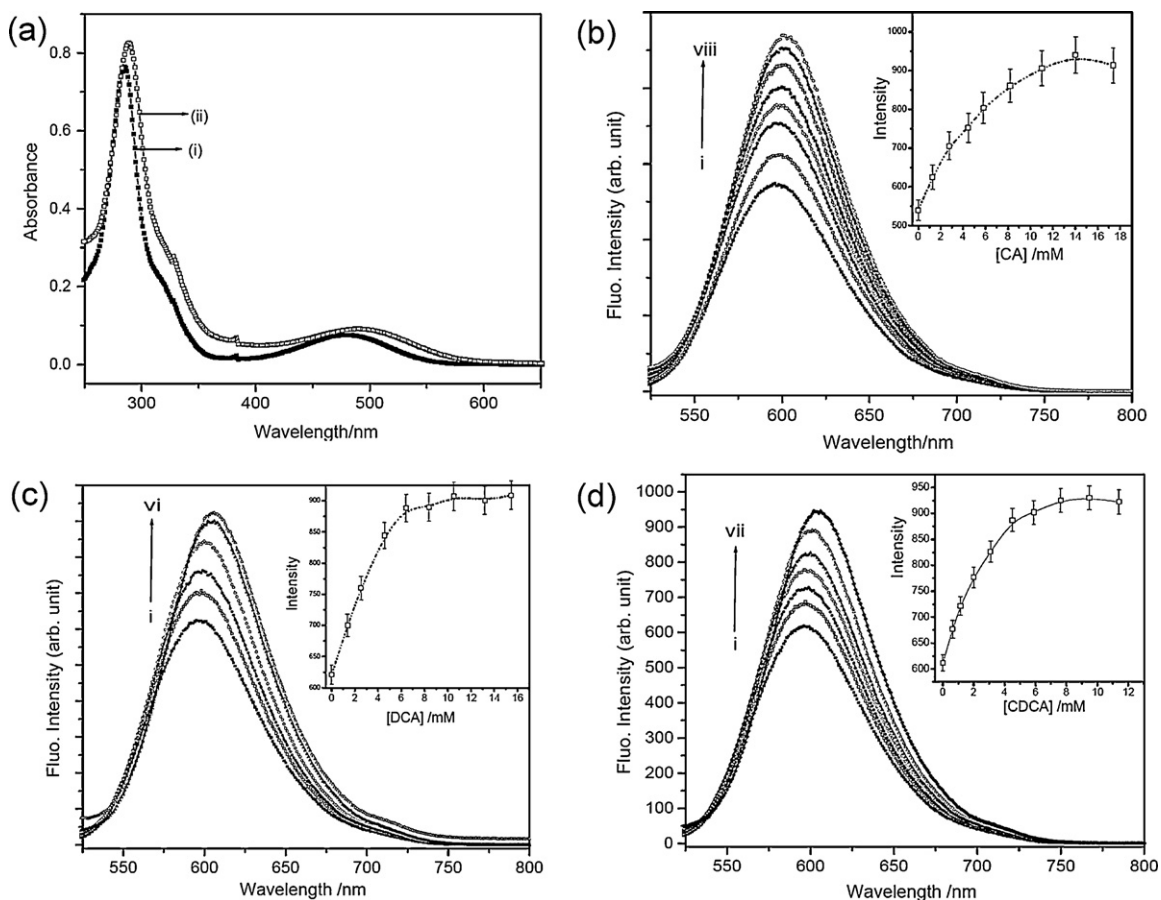 (a)
0.8
0.6
0.4
0.2
0.0
Absorbance
(ii)
(i)
300
400
500
600
Wavelength/nm
(b)
viii
i
Fluo. Intensity (arb. unit)
550
600
650
700
750
800
Wavelength/nm
1000
900
800
700
600
500
Intensity
0 2 4 6 8 10 12 14 16 18
[CA] /mM
(c)
vi
i
Fluo. Intensity (arb. unit)
550
600
650
700
750
800
Wavelength /nm
900
850
800
750
700
650
600
Intensity
0 2 4 6 8 10 12 14 16
[DCA] /mM
(d)
1000
900
800
700
600
500
400
300
200
100
0
vii
i
Fluo. Intensity (arb. unit)
550
600
650
700
750
800
Wavelength /nm
950
900
850
800
750
700
650
600
Intensity
0 2 4 6 8 10 12
[CDCA] /mM